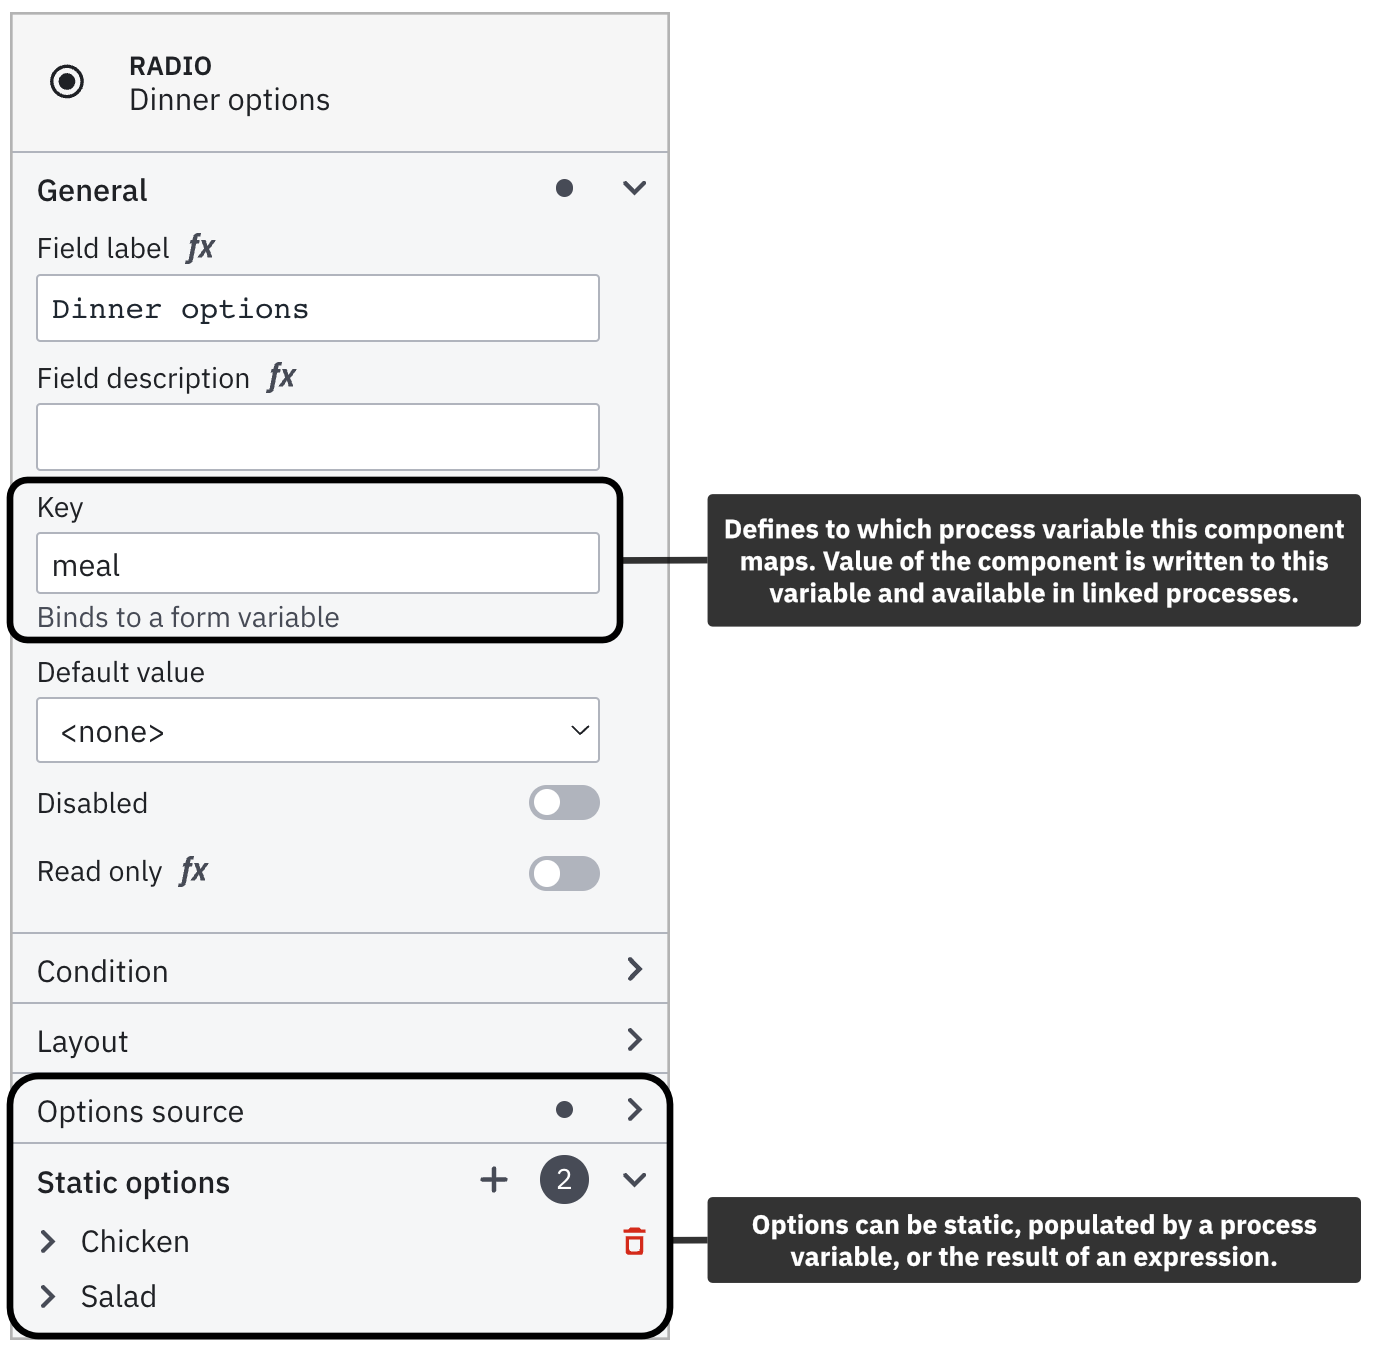 RADIO
Dinner options
General
Field label fx
Dinner options
Field description fx
Key
meal
Binds to a form variable
Defines to which process variable this component
maps. Value of the component is written to this
variable and available in linked processes.
Default value
<none>
Disabled
Read only fx
Condition
Layout
Options source
Static options 2
Chicken
Salad
Options can be static, populated by a process
variable, or the result of an expression.